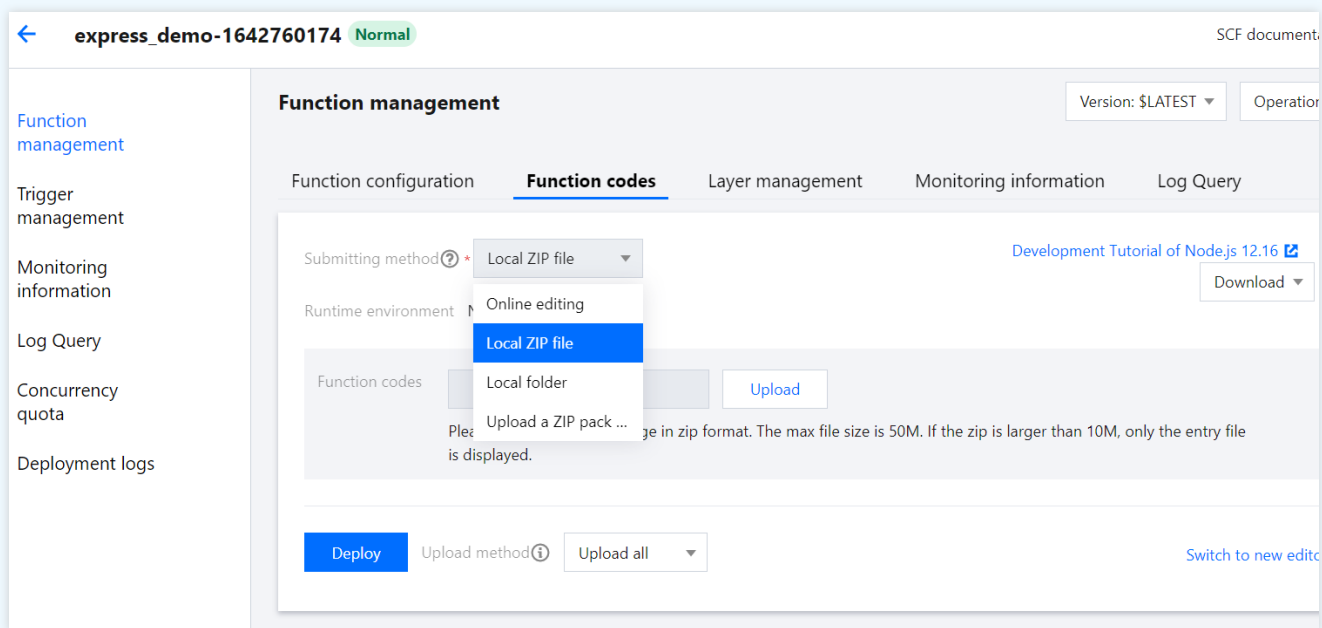 express_demo-1642760174 Normal
SCF
Function
management
Trigger
management
Monitoring
information
Log Query
Concurrency
quota
Deployment logs
Function management
Version: $LATEST
Function configuration
Function codes
Layer management
Monitoring information
Log Query
Submitting method *
Local ZIP file
Development Tutorial of Node.js 12.16
Download
Runtime environment
Online editing
Local ZIP file
Local folder
Upload a ZIP pack ...
Function codes
Upload
in zip format. The max file size is 50M. If the zip is larger than 10M, only the entry file
is displayed.
Deploy
Upload method
Upload all
Switch to new